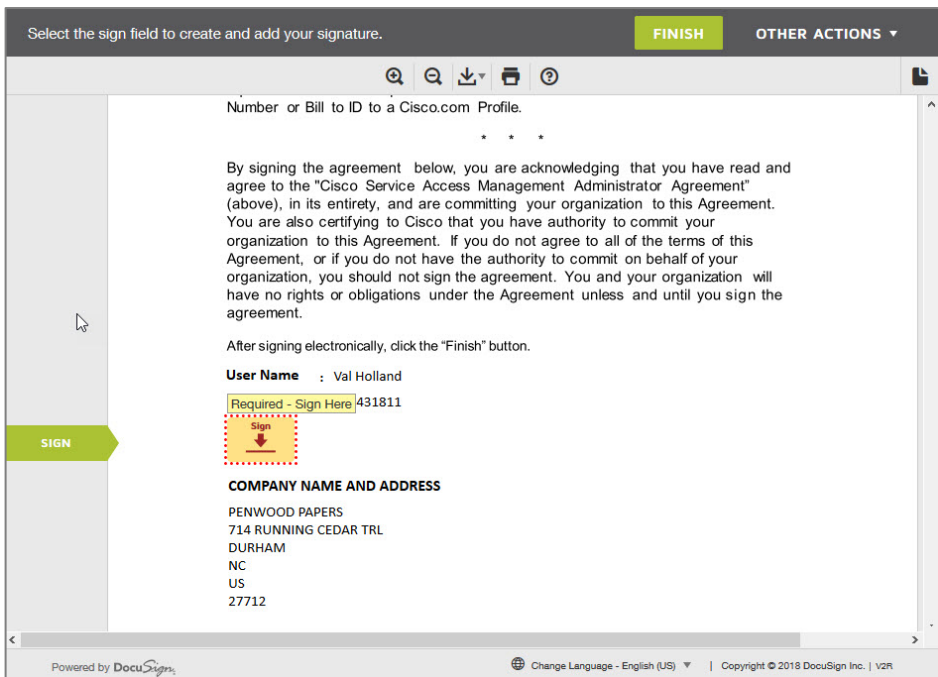 Select the sign field to create and add your signature.
FINISH
OTHER ACTIONS
Number or Bill to ID to a Cisco.com Profile.
* * *
By signing the agreement below, you are acknowledging that you have read and
agree to the "Cisco Service Access Management Administrator Agreement"
(above), in its entirety, and are committing your organization to this Agreement.
You are also certifying to Cisco that you have authority to commit your
organization to this Agreement. If you do not agree to all of the terms of this
Agreement, or if you do not have the authority to commit on behalf of your
organization, you should not sign the agreement. You and your organization will
have no rights or obligations under the Agreement unless and until you sign the
agreement.
After signing electronically, click the “Finish” button.
User Name : Val Holland
Required - Sign Here 431811
Sign
SIGN
COMPANY NAME AND ADDRESS
PENWOOD PAPERS
714 RUNNING CEDAR TRL
DURHAM
NC
US
27712
Powered by DocuSign
Change Language - English (US) | Copyright © 2018 DocuSign Inc. | V2R